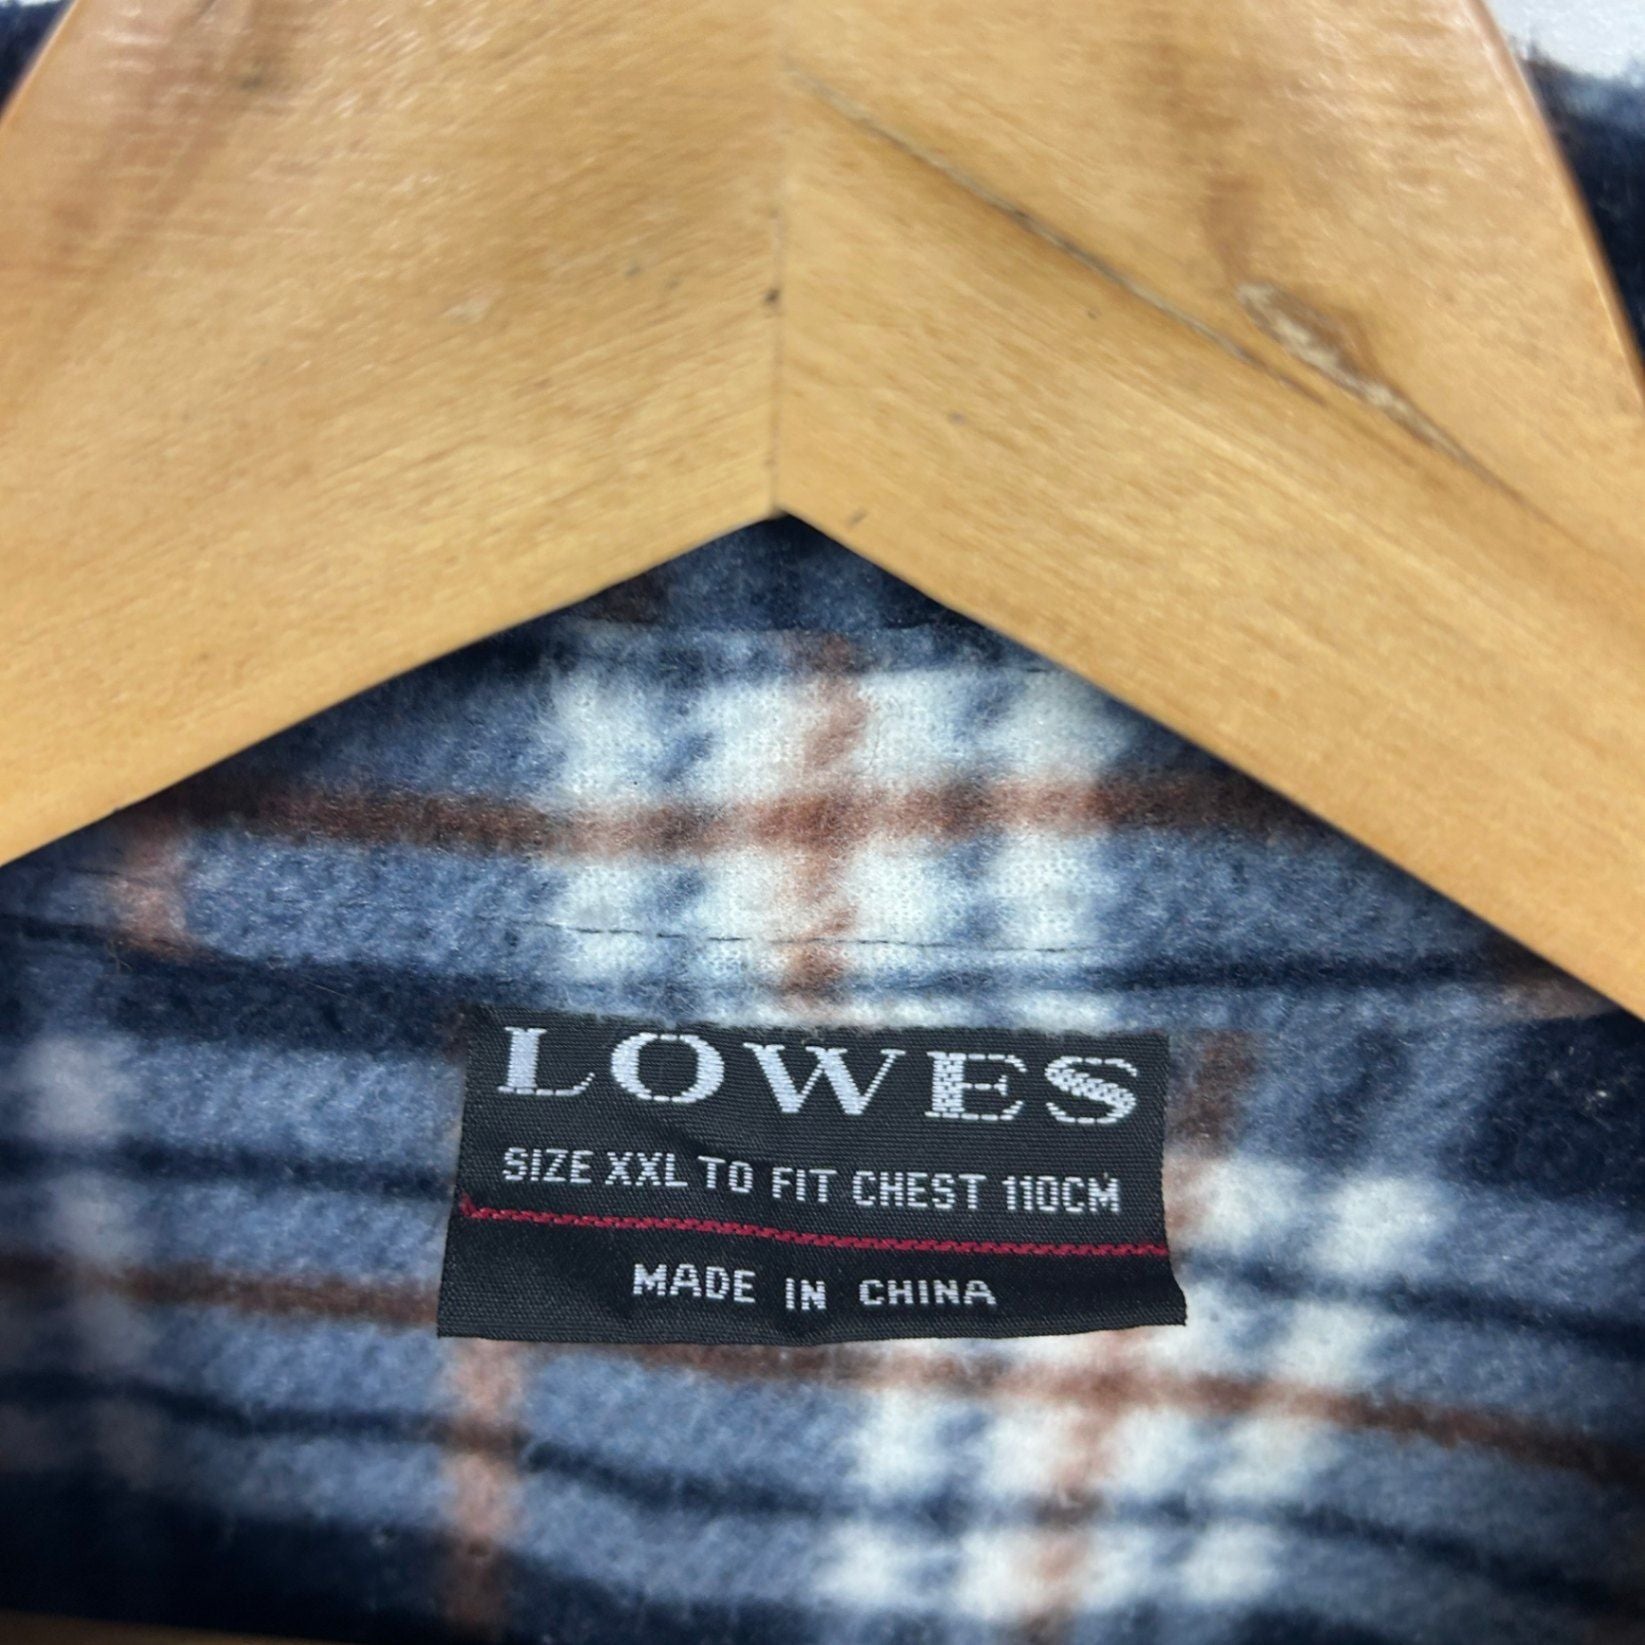 LOWES
SIZE XXL TO FIT CHEST 110CM
MADE IN CHINA